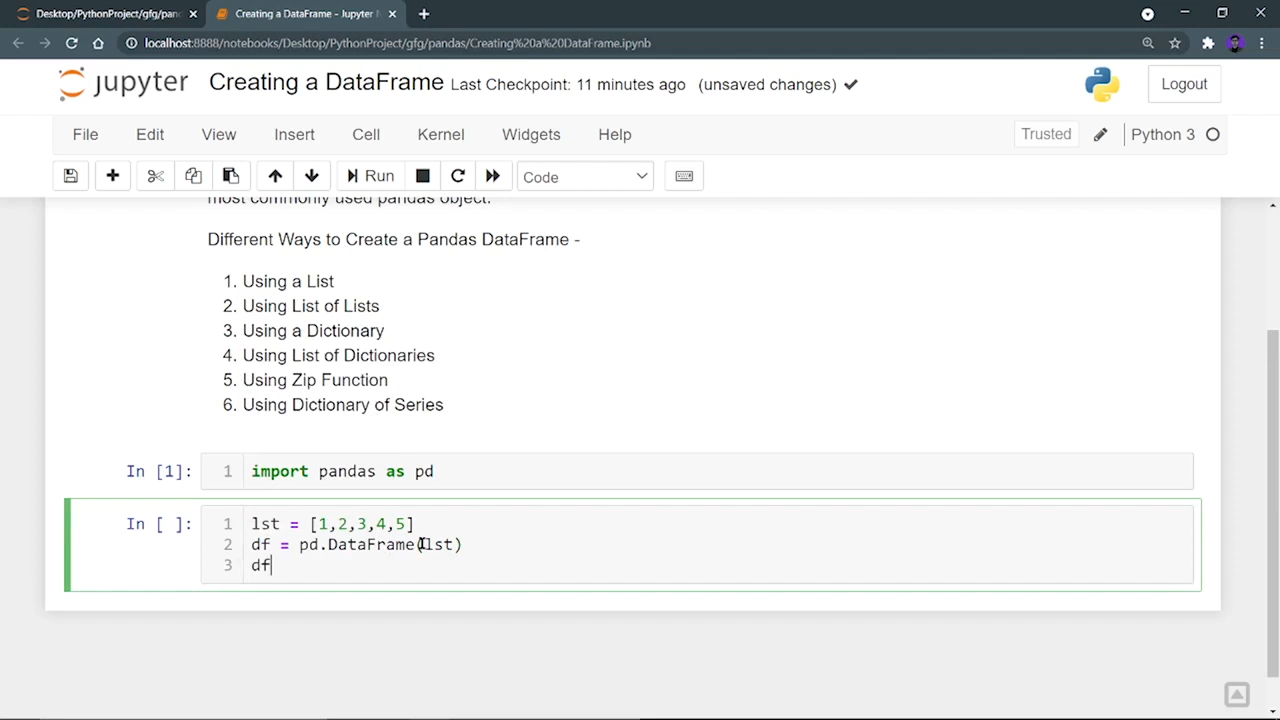 Desktop/PythonProject/gfg/pan
Creating a DataFrame - Jupyter
localhost:8888/notebooks/Desktop/PythonProject/gfg/pandas/Creating%20a%20DataFrame.ipynb
jupyter Creating a DataFrame Last Checkpoint: 11 minutes ago (unsaved changes)
Logout
File Edit View Insert Cell Kernel Widgets Help
Trusted
Python 3
Run
Code
most commonly used pandas object.
Different Ways to Create a Pandas DataFrame -
1. Using a List
2. Using List of Lists
3. Using a Dictionary
4. Using List of Dictionaries
5. Using Zip Function
6. Using Dictionary of Series
In [1]:
1 import pandas as pd
In [ ]:
1 lst = [1,2,3,4,5]
2 df = pd.DataFrame(lst)
3 df